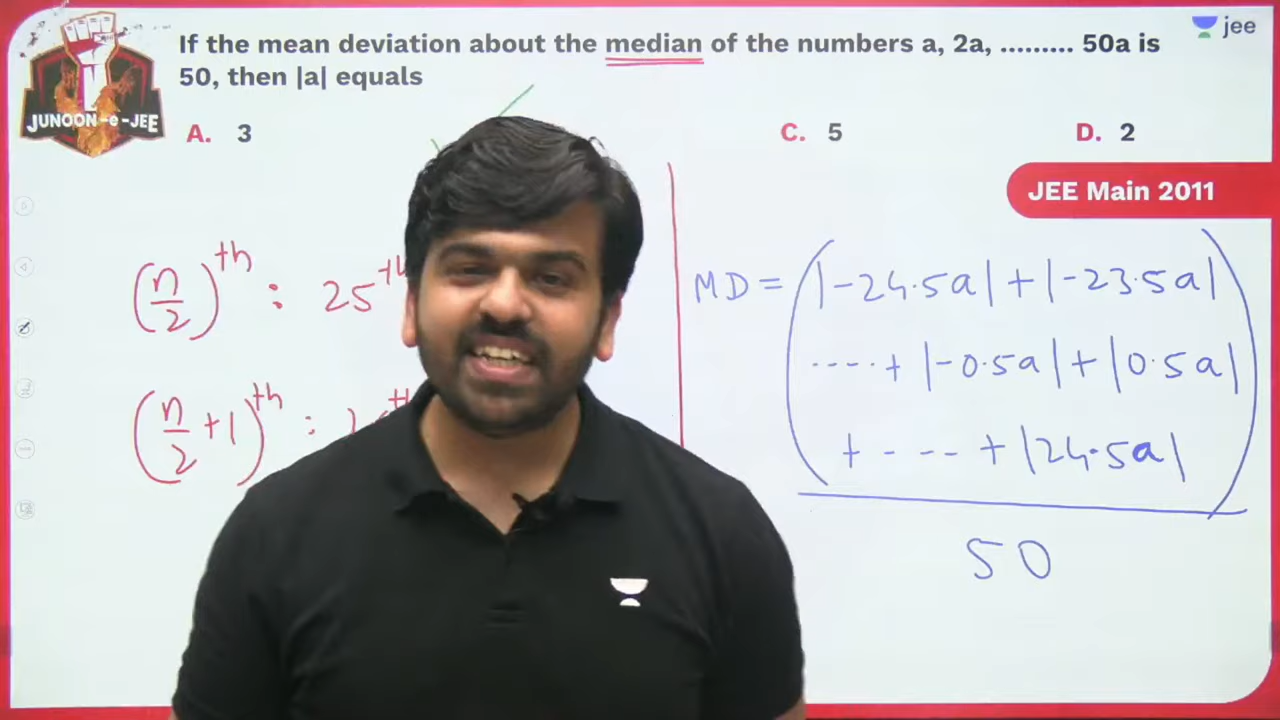 JUNOON-e-JEE
jee
If the mean deviation about the median of the numbers a, 2a, ......... 50a is
50, then |a| equals
A. 3
C. 5
D. 2
JEE Main 2011
(n/2)^th : 25^th
(n/2 + 1)^th :
MD = (|-24.5a| + |-23.5a|
..... + |-0.5a| + |0.5a|
+ - - - + |24.5a|)
50